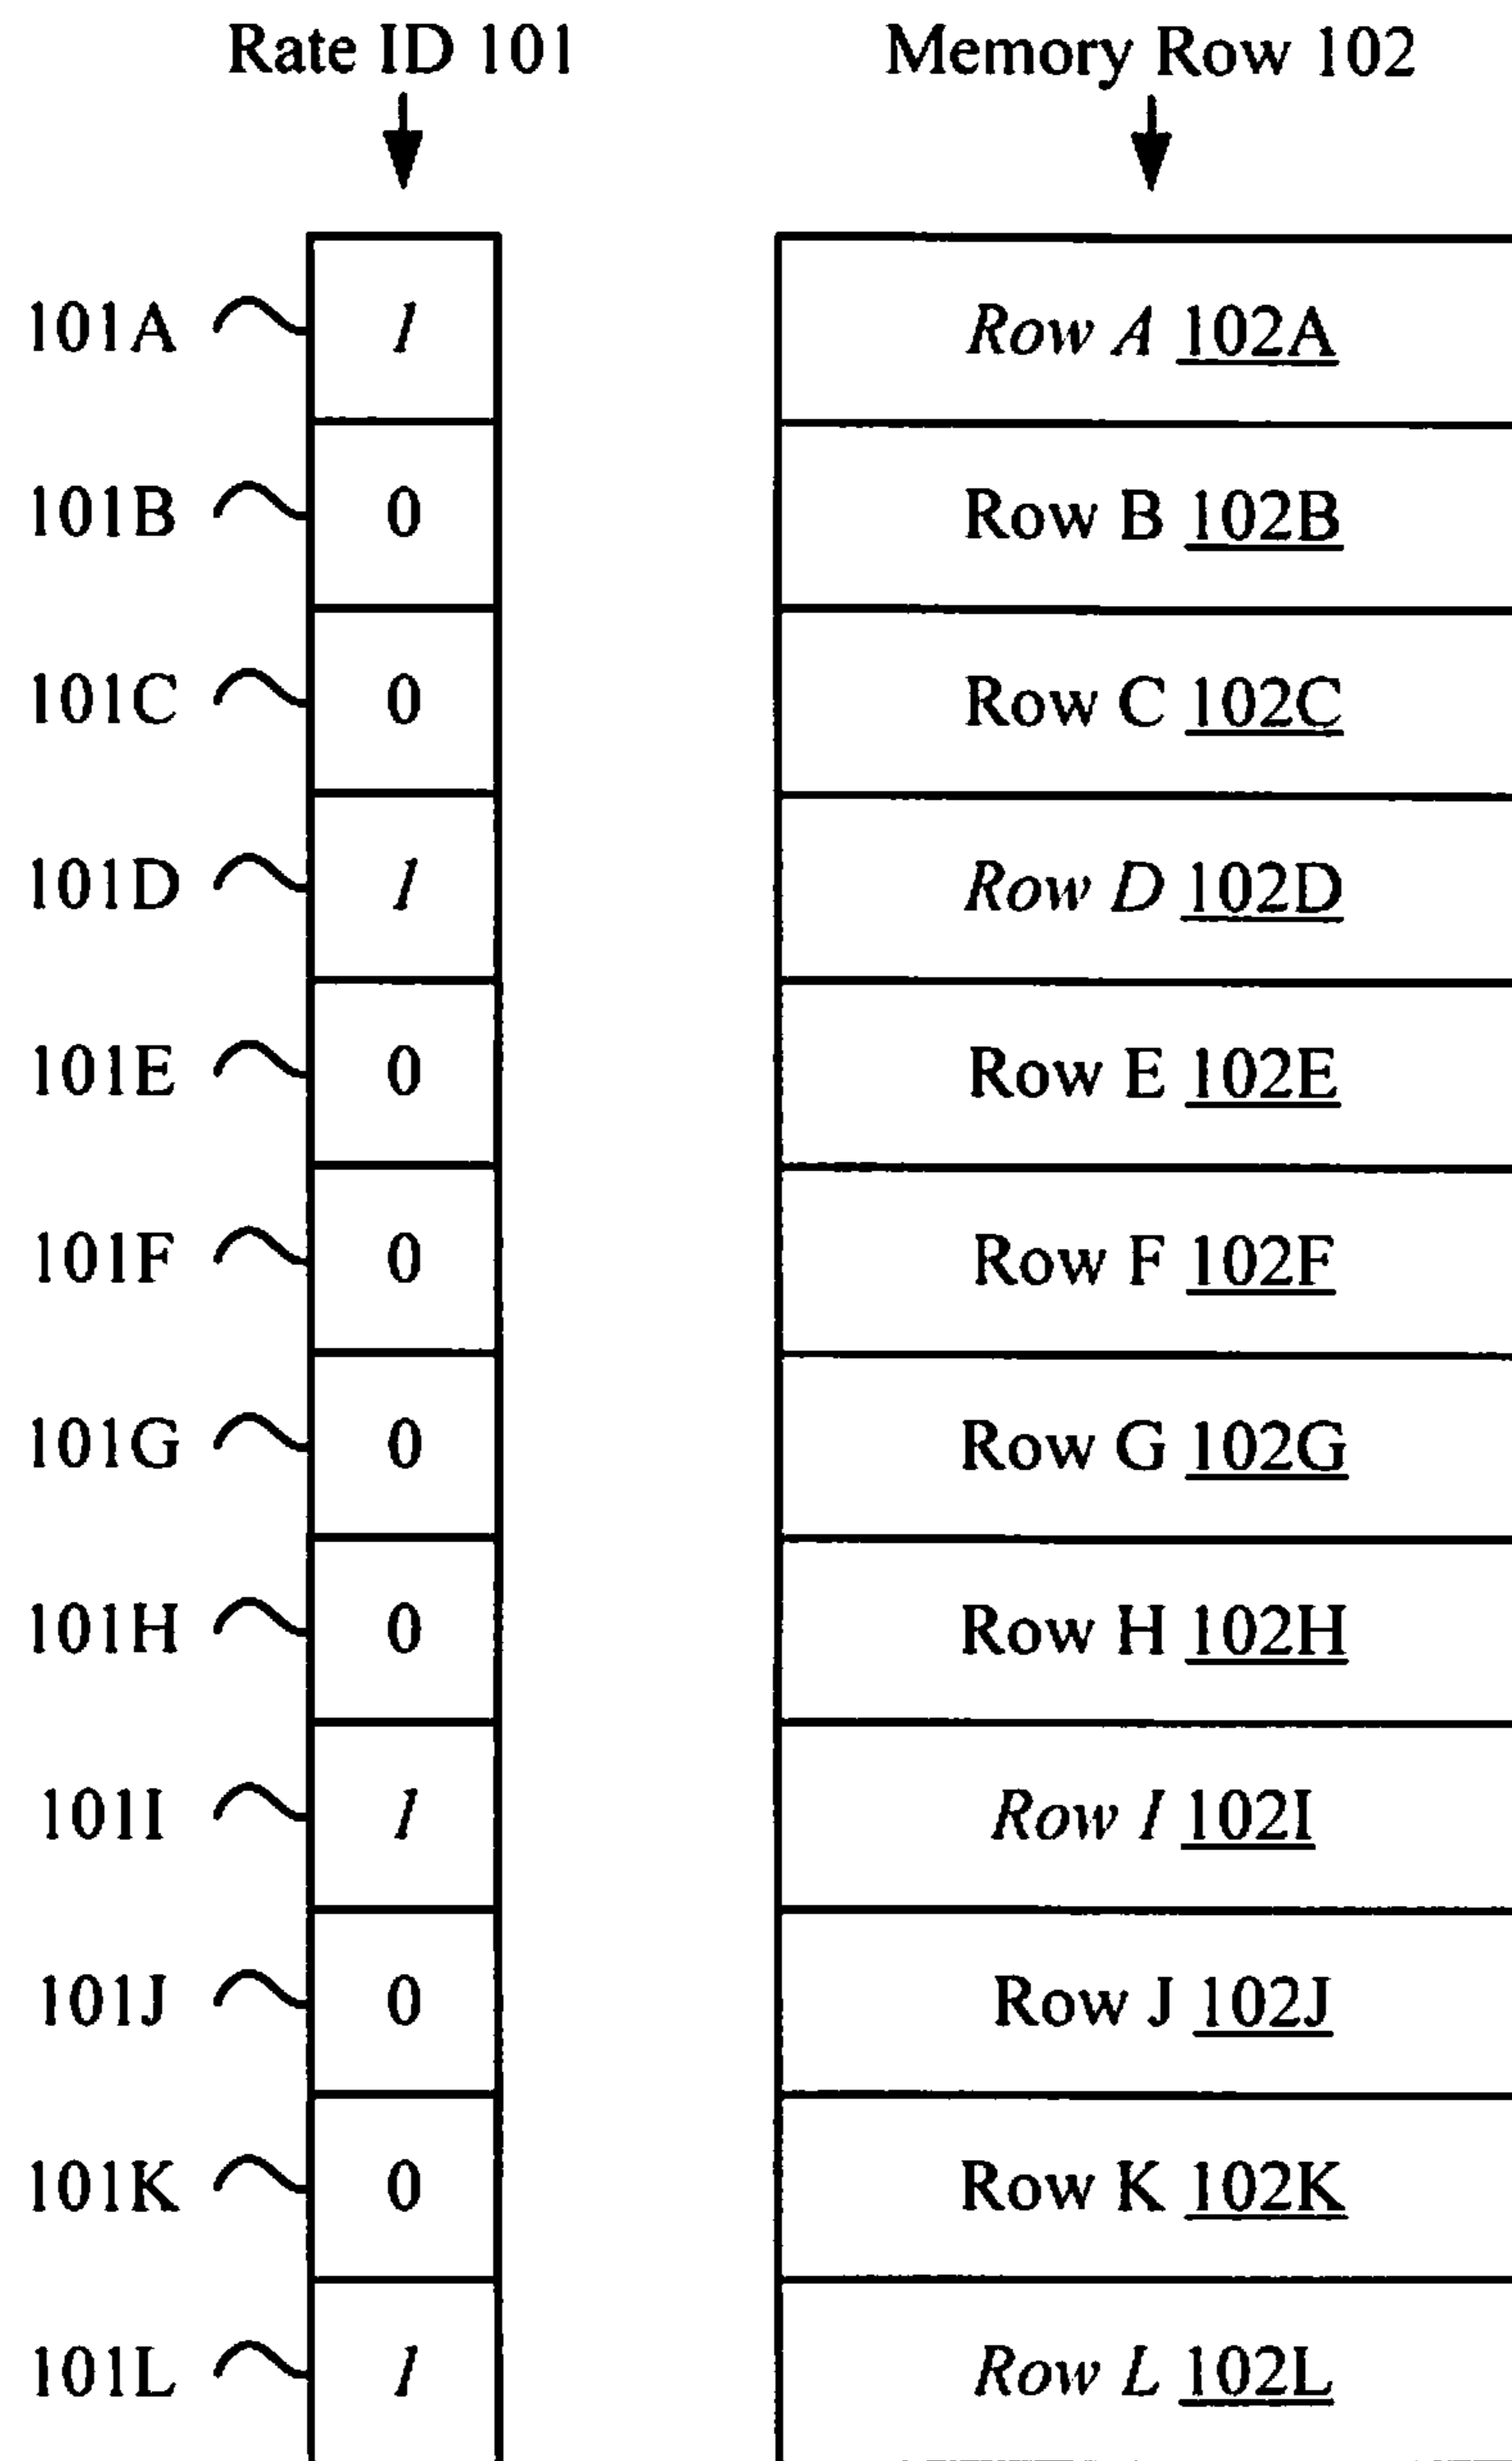 Rate ID 101 Memory Row 102
101A 1 Row A 102A
101B 0 Row B 102B
101C 0 Row C 102C
101D 1 Row D 102D
101E 0 Row E 102E
101F 0 Row F 102F
101G 0 Row G 102G
101H 0 Row H 102H
101I 1 Row I 102I
101J 0 Row J 102J
101K 0 Row K 102K
101L 1 Row L 102L